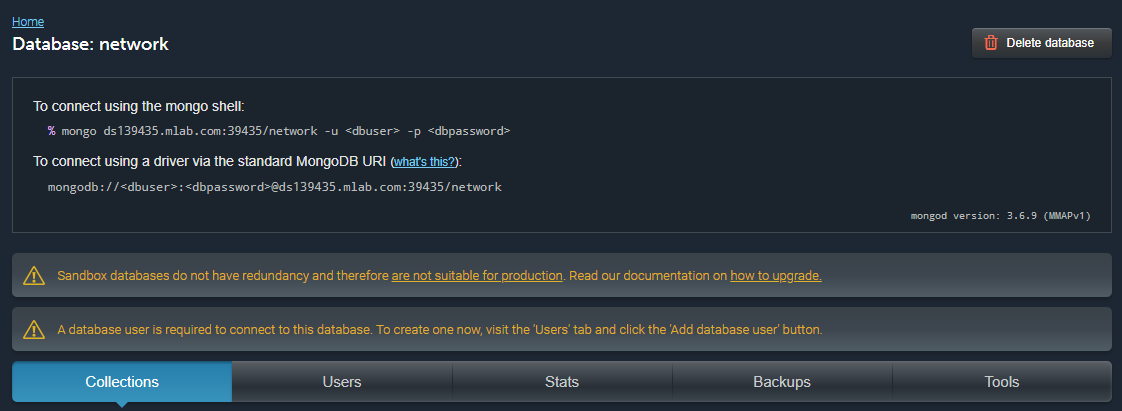 Home
Database: network
Delete database
To connect using the mongo shell:
% mongo ds139435.mlab.com:39435/network -u <dbuser> -p <dbpassword>
To connect using a driver via the standard MongoDB URI (what's this?):
mongodb://<dbuser>:<dbpassword>@ds139435.mlab.com:39435/network
mongod version: 3.6.9 (MMAPv1)
Sandbox databases do not have redundancy and therefore are not suitable for production. Read our documentation on how to upgrade.
A database user is required to connect to this database. To create one now, visit the 'Users' tab and click the 'Add database user' button.
Collections Users Stats Backups Tools